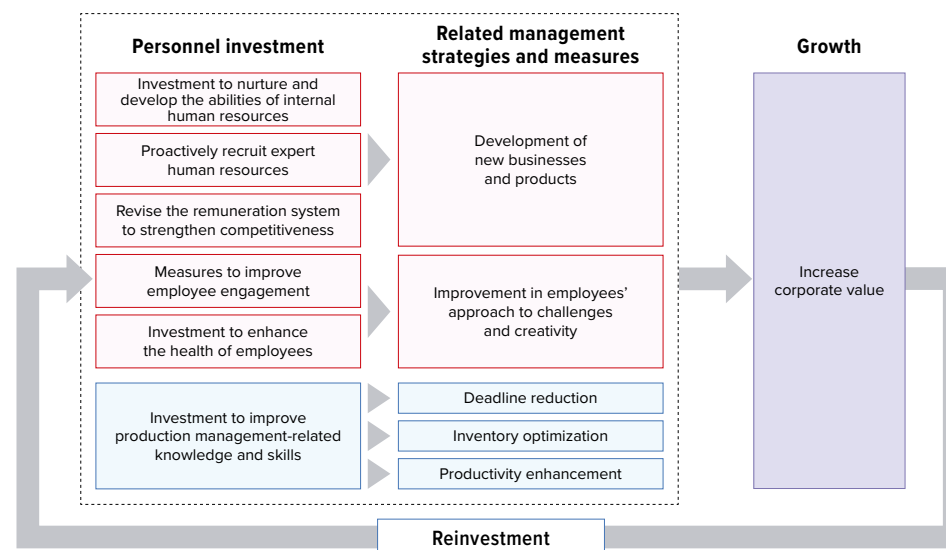 Personnel investment
Related management
strategies and measures
Growth
Investment to nurture and
develop the abilities of internal
human resources
Proactively recruit expert
human resources
Revise the remuneration system
to strengthen competitiveness
Development of
new businesses
and products
Measures to improve
employee engagement
Investment to enhance
the health of employees
Improvement in employees’
approach to challenges
and creativity
Increase
corporate value
Investment to improve
production management-related
knowledge and skills
Deadline reduction
Inventory optimization
Productivity enhancement
Reinvestment